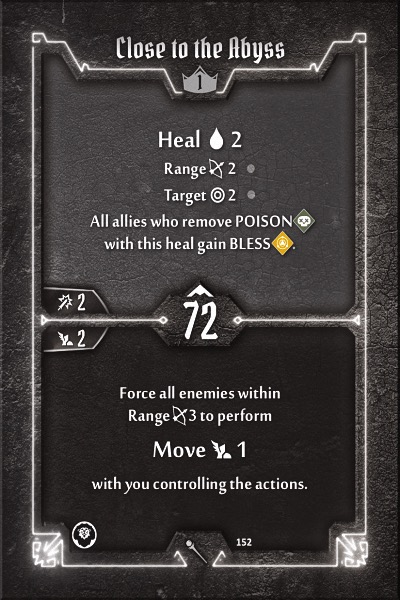 Close to the Abyss
1
Heal 2
Range 2
Target 2
All allies who remove POISON
with this heal gain BLESS.
2
72
2
Force all enemies within
Range 3 to perform
Move 1
with you controlling the actions.
152